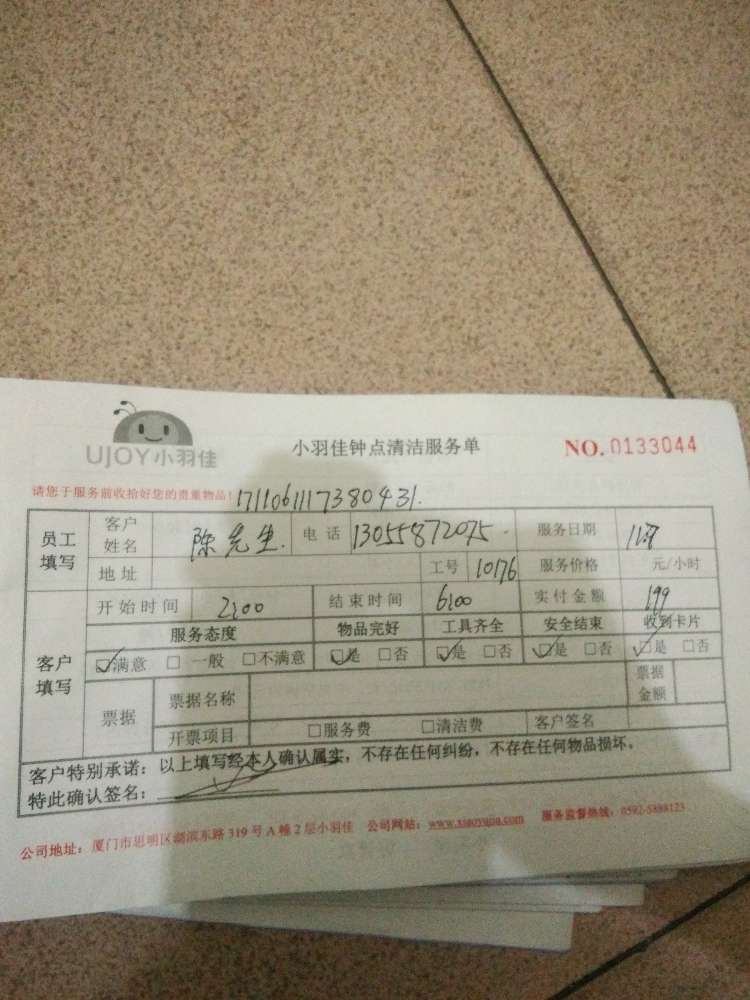 UJOY小羽佳
小羽佳钟点清洁服务单
NO. 0133044
请您于服务前收拾好您的贵重物品! 1711061117380431.
员工填写 客户姓名 陈先生. 电话 13055872075. 服务日期
地址 工号 10176 服务价格 元/小时
客户填写 开始时间 2:00 结束时间 6:00 实付金额 199
服务态度 物品完好 工具齐全 安全结束 收到卡片
☑满意 □一般 □不满意 ☑是 □否 ☑是 □否 ☑是 □否 ☑是 □否
票据 票据名称 票据金额
开票项目 □服务费 □清洁费 客户签名
客户特别承诺:以上填写经本人确认属实,不存在任何纠纷,不存在任何物品损坏。
特此确认签名:
公司地址:厦门市思明区湖滨东路319号A幢2层小羽佳 公司网站: 服务监督热线:0592-5888123